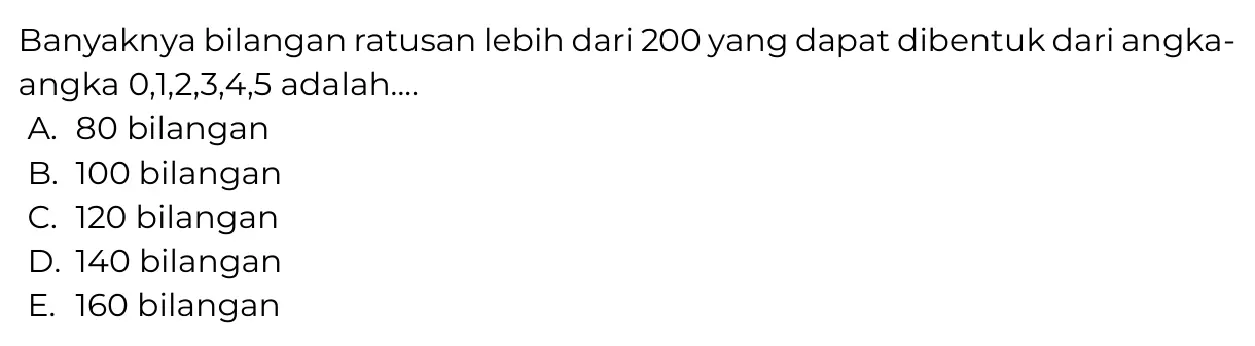 Banyaknya bilangan ratusan lebih dari 200 yang dapat dibentuk dari angka-
angka 0,1,2,3,4,5 adalah....
A. 80 bilangan
B. 100 bilangan
C. 120 bilangan
D. 140 bilangan
E. 160 bilangan